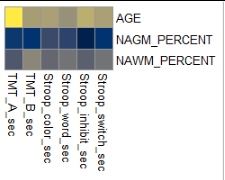 AGE
NAGM_PERCENT
NAWM_PERCENT
TMT_A_sec
TMT_B_sec
Stroop_color_sec
Stroop_word_sec
Stroop_inhibit_sec
Stroop_switch_sec